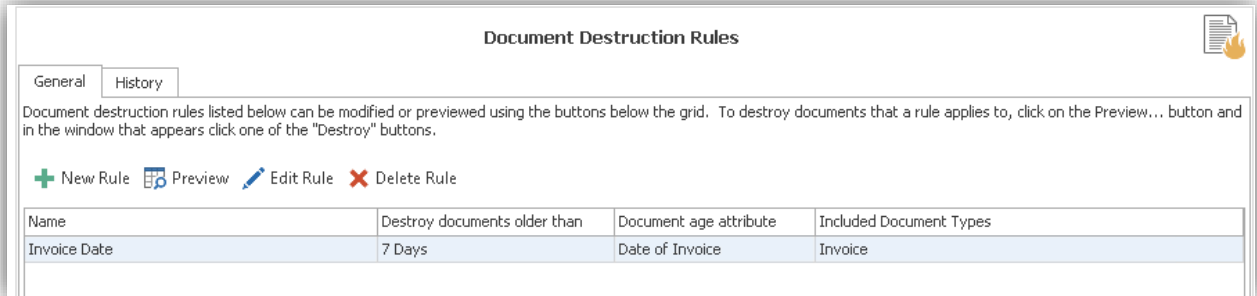 Document Destruction Rules
General History
Document destruction rules listed below can be modified or previewed using the buttons below the grid. To destroy documents that a rule applies to, click on the Preview... button and
in the window that appears click one of the "Destroy" buttons.
New Rule Preview Edit Rule Delete Rule
Name Destroy documents older than Document age attribute Included Document Types
Invoice Date 7 Days Date of Invoice Invoice